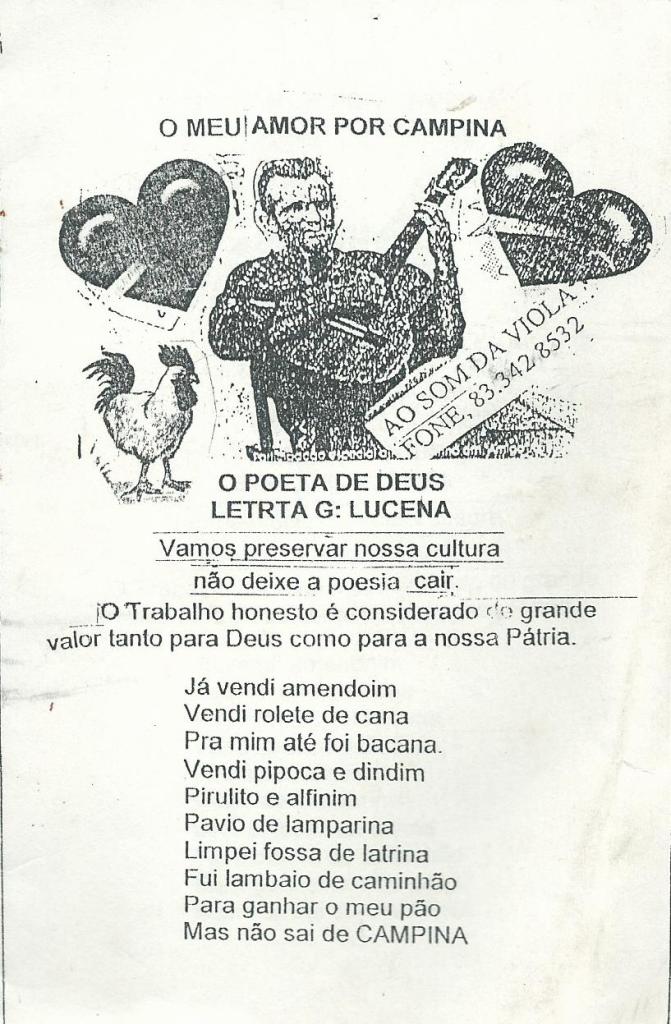 O MEU AMOR POR CAMPINA
AO SOM DA VIOLA
FONE, 83.342 8532
O POETA DE DEUS
LETRTA G: LUCENA
Vamos preservar nossa cultura
não deixe a poesia cair.
O Trabalho honesto é considerado de grande
valor tanto para Deus como para a nossa Pátria.
Já vendi amendoim
Vendi rolete de cana
Pra mim até foi bacana.
Vendi pipoca e dindim
Pirulito e alfinim
Pavio de lamparina
Limpei fossa de latrina
Fui lambaio de caminhão
Para ganhar o meu pão
Mas não sai de CAMPINA